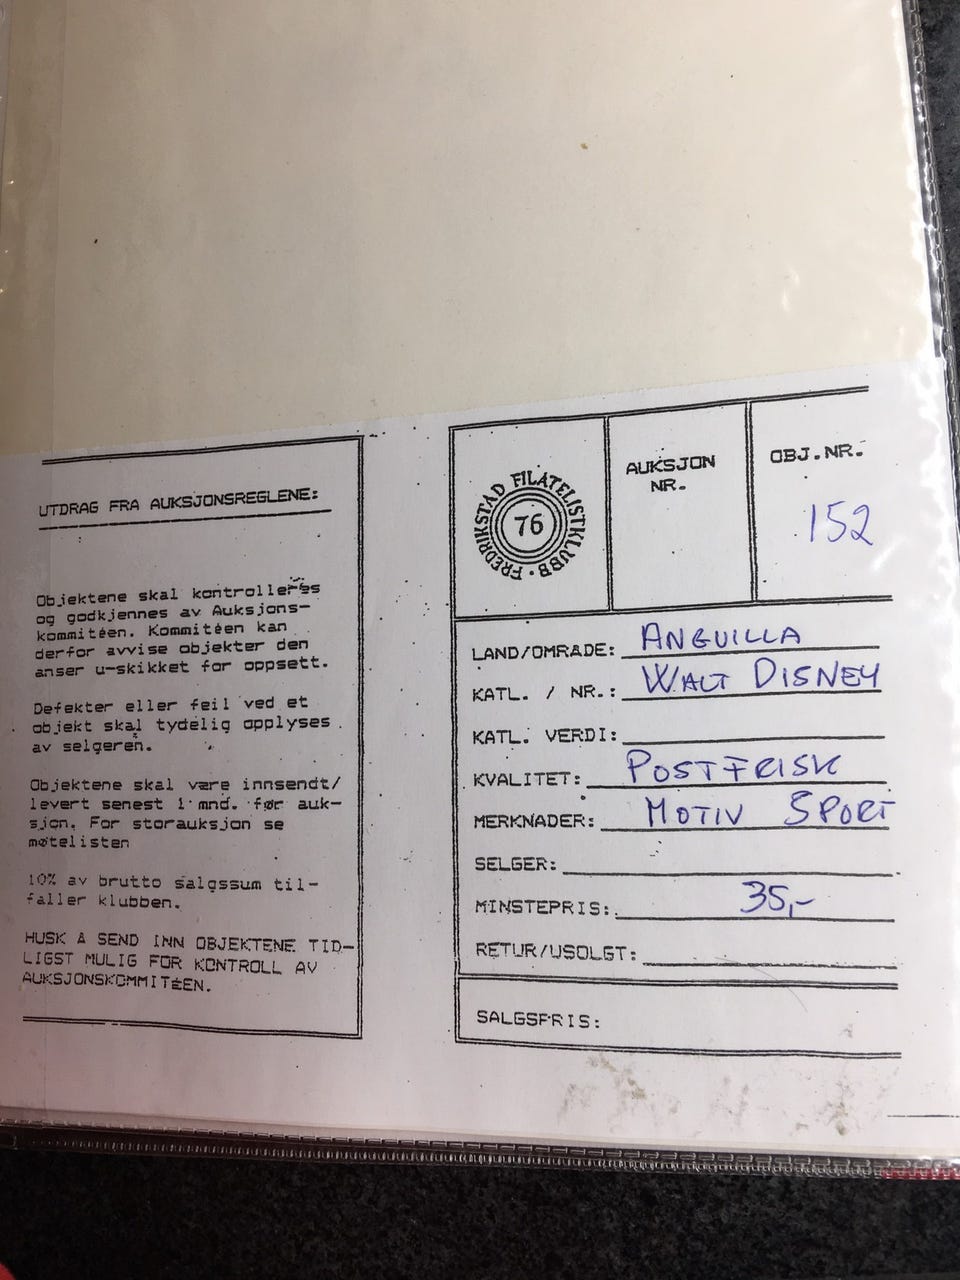 UTDRAG FRA AUKSJONSREGLENE:
Objektene skal kontrolleres
og godkjennes av Auksjons-
kommitéen. Kommitéen kan
derfor avvise objekter den
anser u-skikket for oppsett.
Defekter eller feil ved et
objekt skal tydelig opplyses
av selgeren.
Objektene skal være innsendt/
levert senest 1 mnd. før auk-
sjon. For storauksjon se
møtelisten
10% av brutto salgssum til-
faller klubben.
HUSK Å SEND INN OBJEKTENE TID-
LIGST MULIG FOR KONTROLL AV
AUKSJONSKOMMITÉEN.
FREDRIKSTAD FILATELISTKLUBB
76
AUKSJON
NR.
OBJ.NR.
152
LAND/OMRADE: ANGUILLA
KATL. / NR.: WALT DISNEY
KATL. VERDI:
KVALITET: POSTFRISK
MERKNADER: MOTIV SPORT
SELGER:
MINSTEPRIS: 35,-
RETUR/USOLGT:
SALGSPRIS: